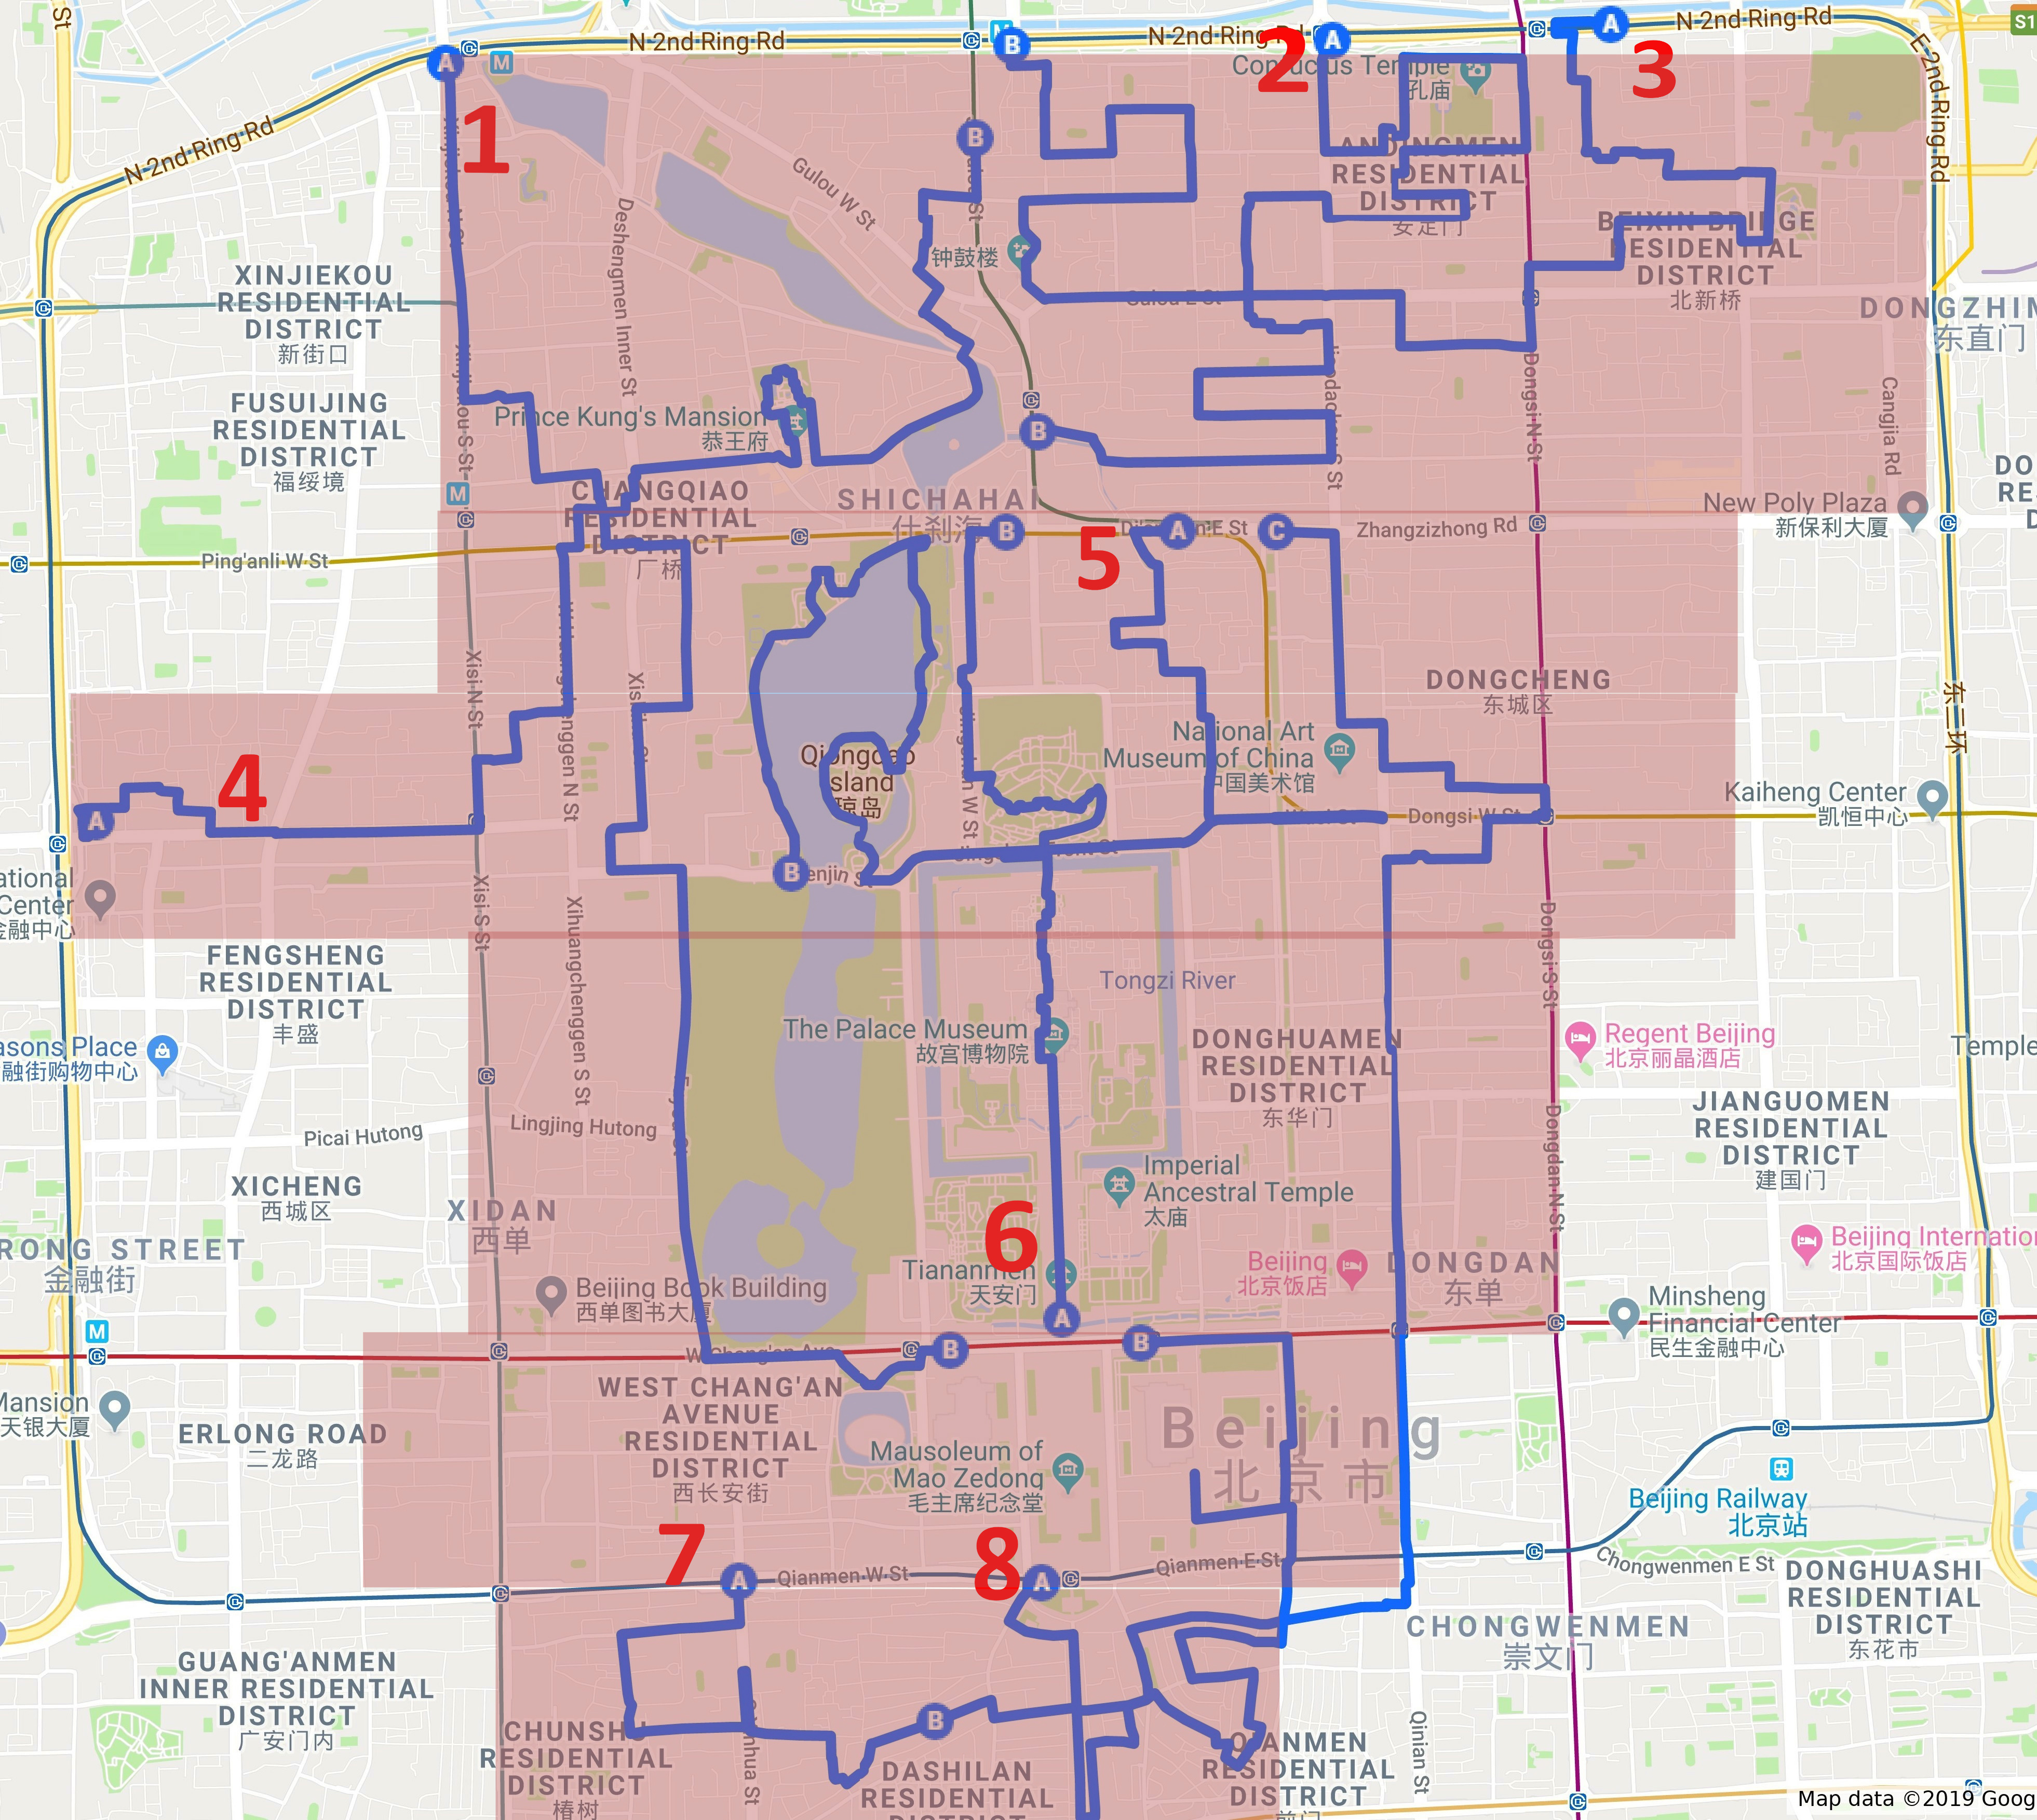 St
N 2nd Ring Rd
N 2nd Ring Rd
N 2nd Ring Rd
S1
A
M
B
2
A
A
3
Confucius Temple
孔庙
1
N 2nd Ring Rd
E 2nd Ring Rd
B
Gulou W St
ANDINGMEN
RESIDENTIAL
DISTRICT
安定门
Deshengmen Inner St
BEIXIN BRIDGE
RESIDENTIAL
DISTRICT
北新桥
钟鼓楼
XINJIEKOU
RESIDENTIAL
DISTRICT
新街口
Gulou E St
DONGZHIM
东直门
Dongsi N St
Cangjia Rd
FUSUIJING
RESIDENTIAL
DISTRICT
福绥境
Prince Kung's Mansion
恭王府
B
M
CHANGQIAO
RESIDENTIAL
DISTRICT
厂桥
SHICHAHAI
什刹海
B
5
A
C
Zhangzizhong Rd
New Poly Plaza
新保利大厦
Ping'anli W St
Xisi N St
DONGCHENG
东城区
东二环
4
A
Qiongdao
Island
琼岛
National Art
Museum of China
中国美术馆
Dongsi W St
Kaiheng Center
凯恒中心
B
ational
Center
金融中心
Xisi S St
Xihuangchenggen S St
Dongsi S St
FENGSHENG
RESIDENTIAL
DISTRICT
丰盛
Tongzi River
The Palace Museum
故宫博物院
DONGHUAMEN
RESIDENTIAL
DISTRICT
东华门
Regent Beijing
北京丽晶酒店
Temple
asons Place
融街购物中心
JIANGUOMEN
RESIDENTIAL
DISTRICT
建国门
Picai Hutong
Lingjing Hutong
Dongdan N St
Imperial
Ancestral Temple
太庙
XICHENG
西城区
XIDAN
西单
6
RONG STREET
金融街
Tiananmen
天安门
Beijing
北京饭店
DONGDAN
东单
Beijing Internatio
北京国际饭店
Beijing Book Building
西单图书大厦
A
Minsheng
Financial Center
民生金融中心
M
B
B
W Chang'an Ave
Mansion
天银大厦
ERLONG ROAD
二龙路
WEST CHANG'AN
AVENUE
RESIDENTIAL
DISTRICT
西长安街
Beijing
北京市
Mausoleum of
Mao Zedong
毛主席纪念堂
Beijing Railway
北京站
7
8
A
Qianmen W St
A
Qianmen E St
Chongwenmen E St
DONGHUASHI
RESIDENTIAL
DISTRICT
东花市
CHONGWENMEN
崇文门
GUANG'ANMEN
INNER RESIDENTIAL
DISTRICT
广安门内
B
CHUNSHU
RESIDENTIAL
DISTRICT
椿树
DASHILAN
RESIDENTIAL
QIANMEN
RESIDENTIAL
DISTRICT
前门
Qinian St
Map data ©2019 Goog